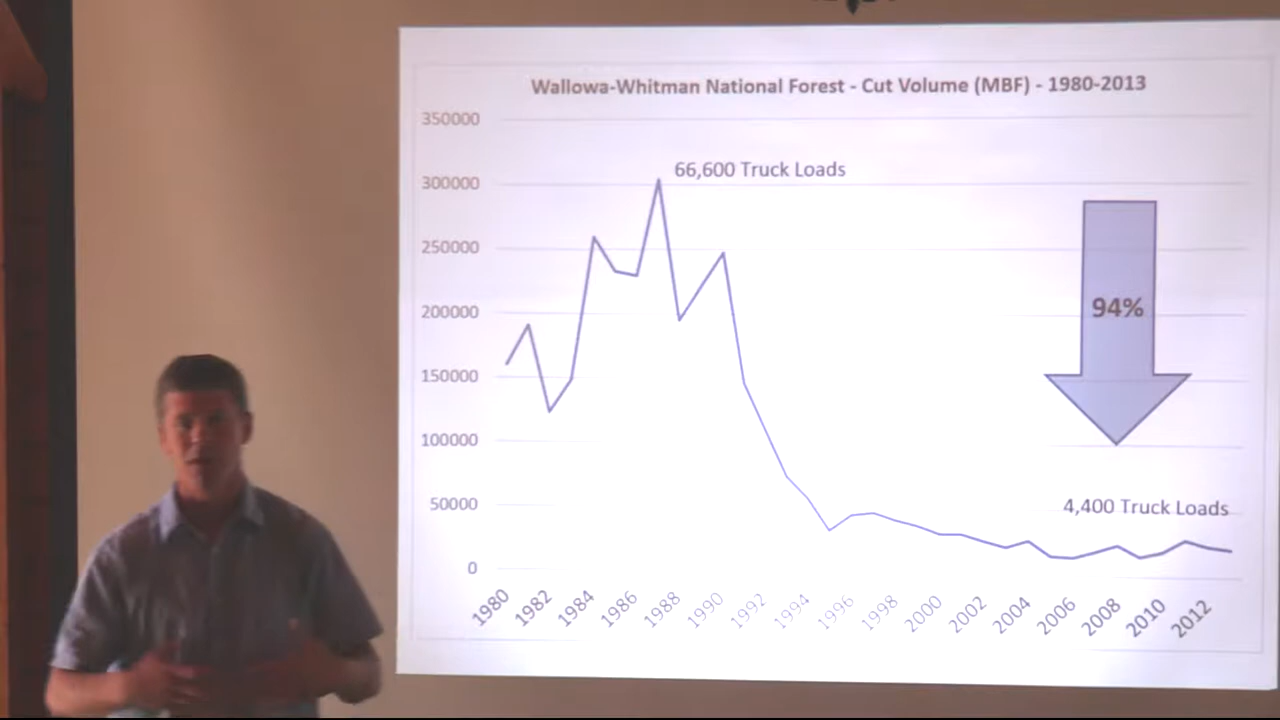 Wallowa-Whitman National Forest - Cut Volume (MBF) - 1980-2013
350000
66,600 Truck Loads
300000
250000
200000
94%
150000
100000
50000
4,400 Truck Loads
0
1980 1982 1984 1986 1988 1990 1992 1994 1996 1998 2000 2002 2004 2006 2008 2010 2012